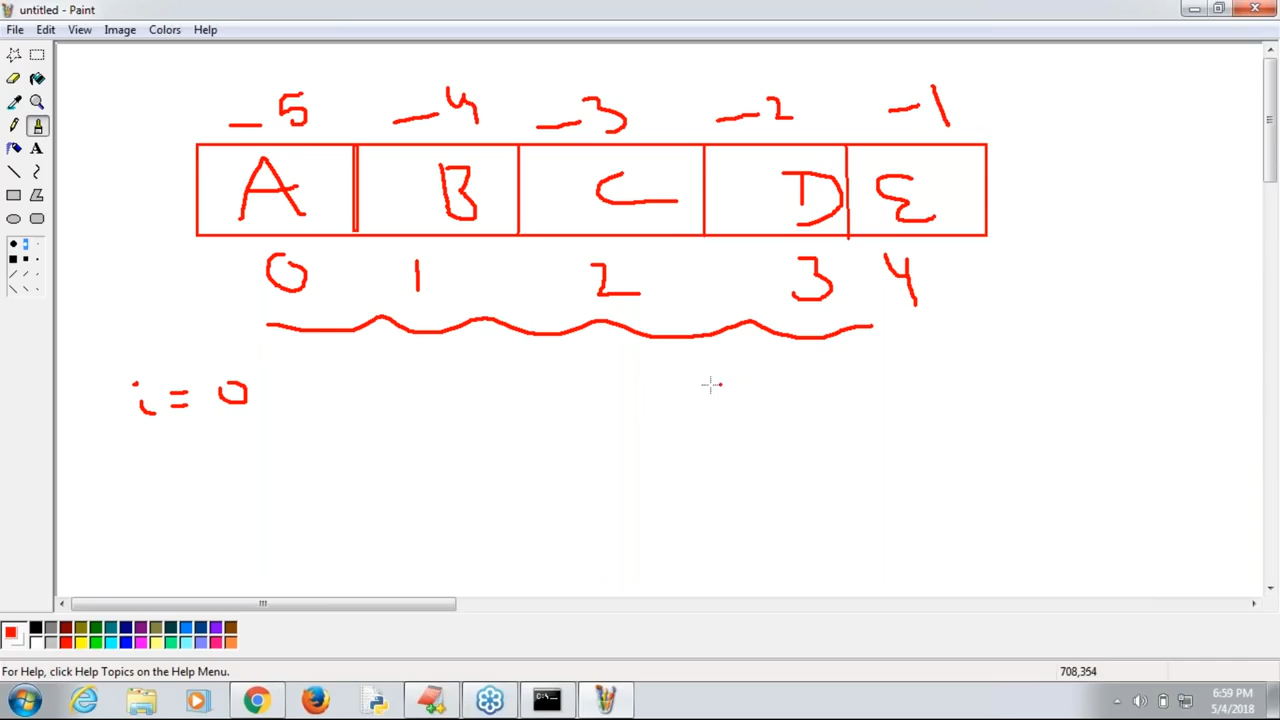 untitled - Paint
File Edit View Image Colors Help
-5 -4 -3 -2 -1
A B C D E
0 1 2 3 4
i = 0
For Help, click Help Topics on the Help Menu.
708,354
6:59 PM
5/4/2018